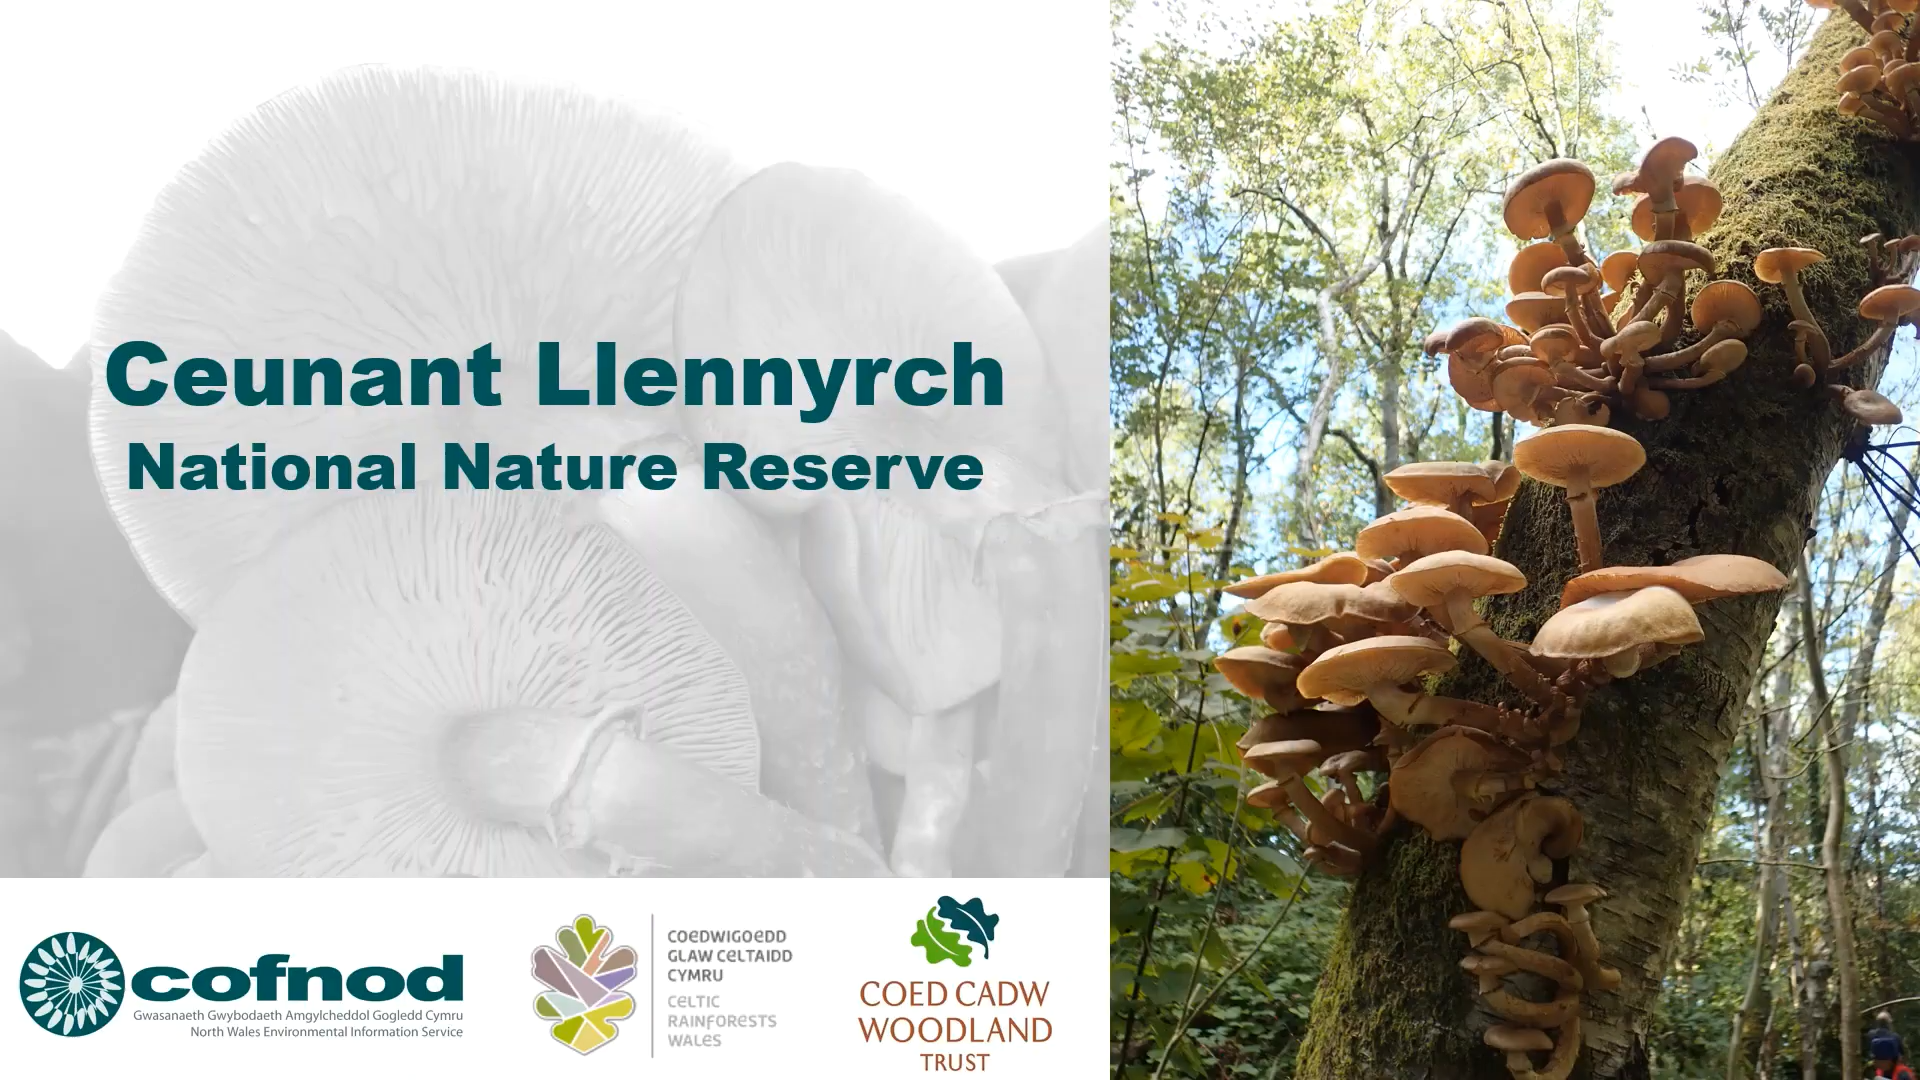 Ceunant Llennyrch
National Nature Reserve
cofnod
Gwasanaeth Gwybodaeth Amgylcheddol Gogledd Cymru
North Wales Environmental Information Service
COEDWIGOEDD
GLAW CELTAIDD
CYMRU
CELTIC
RAINFORESTS
WALES
COED CADW
WOODLAND
TRUST